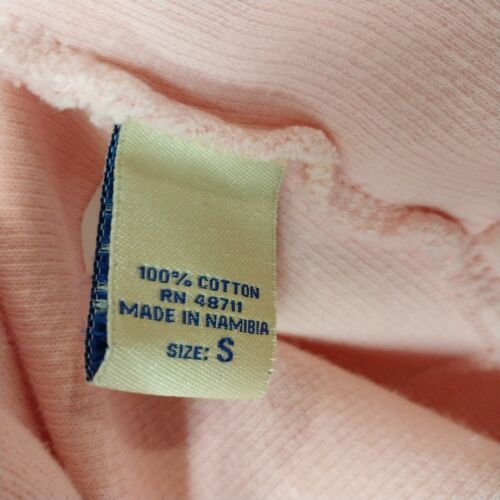 100% COTTON
RN 48711
MADE IN NAMIBIA
SIZE: S